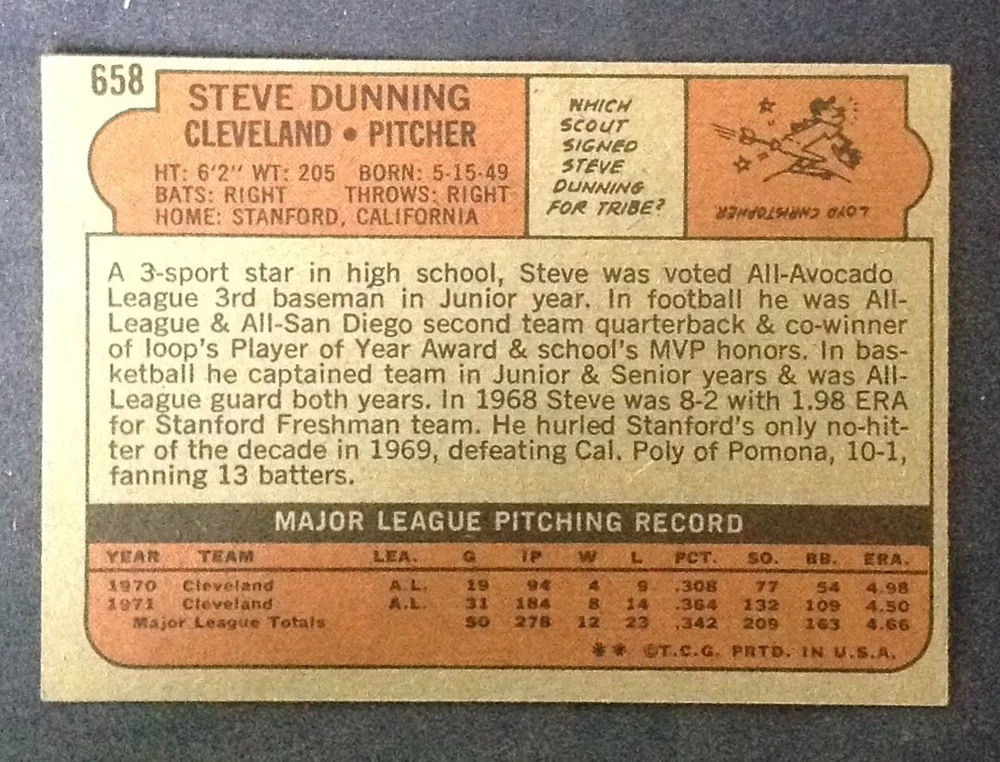 658
STEVE DUNNING
CLEVELAND • PITCHER
HT: 6'2" WT: 205 BORN: 5-15-49
BATS: RIGHT THROWS: RIGHT
HOME: STANFORD, CALIFORNIA
WHICH
SCOUT
SIGNED
STEVE
DUNNING
FOR TRIBE?
LOYD CHRISTOPHER
A 3-sport star in high school, Steve was voted All-Avocado
League 3rd baseman in Junior year. In football he was All-
League & All-San Diego second team quarterback & co-winner
of loop's Player of Year Award & school's MVP honors. In bas-
ketball he captained team in Junior & Senior years & was All-
League guard both years. In 1968 Steve was 8-2 with 1.98 ERA
for Stanford Freshman team. He hurled Stanford's only no-hit-
ter of the decade in 1969, defeating Cal. Poly of Pomona, 10-1,
fanning 13 batters.
MAJOR LEAGUE PITCHING RECORD
YEAR TEAM LEA. G IP W L PCT. SO. BB. ERA.
1970 Cleveland A.L. 19 94 4 9 .308 77 54 4.98
1971 Cleveland A.L. 31 184 8 14 .364 132 109 4.50
Major League Totals 50 278 12 23 .342 209 163 4.66
** ©T.C.G. PRTD. IN U.S.A.